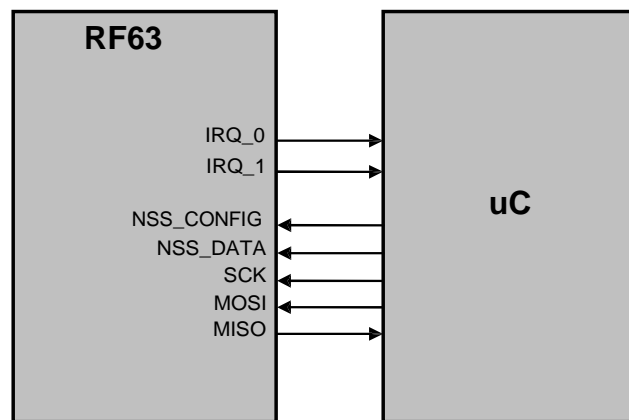 RF63
IRQ_0
IRQ_1
uC
NSS_CONFIG
NSS_DATA
SCK
MOSI
MISO